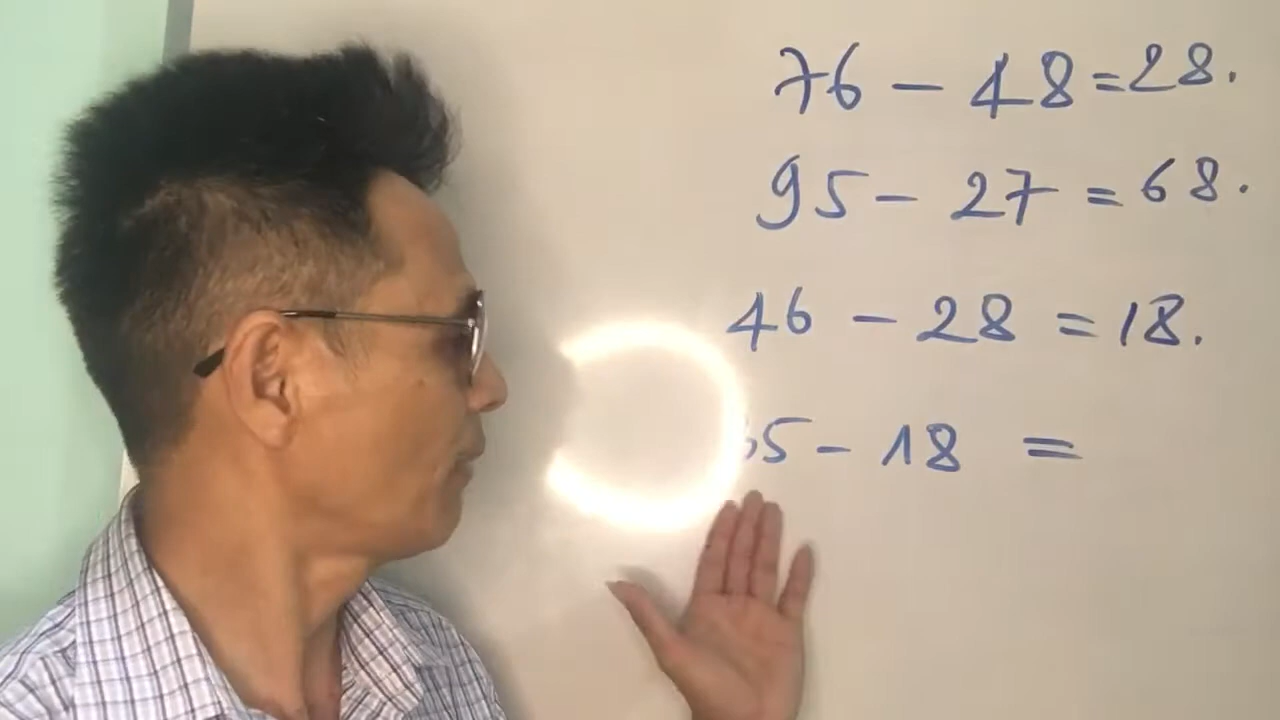 76 - 48 = 28.
95 - 27 = 68.
46 - 28 = 18.
5 - 18 =